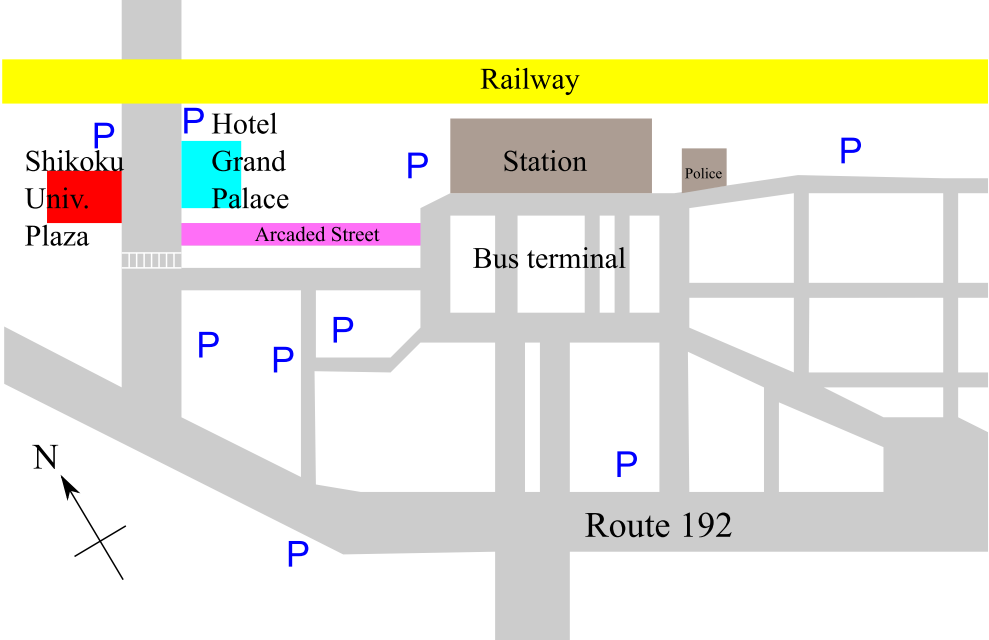 Railway
P
P
Hotel
Grand
Palace
Shikoku
Univ.
Plaza
P
Station
Police
P
Arcaded Street
Bus terminal
P
P
P
P
N
Route 192
P